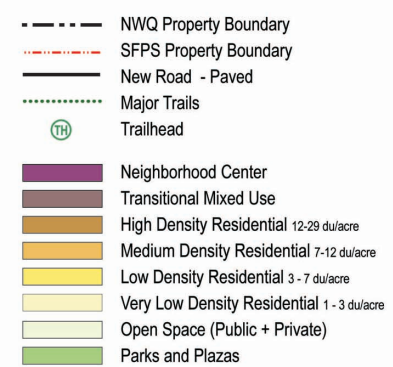 NWQ Property Boundary
SFPS Property Boundary
New Road - Paved
Major Trails
TH Trailhead
Neighborhood Center
Transitional Mixed Use
High Density Residential 12-29 du/acre
Medium Density Residential 7-12 du/acre
Low Density Residential 3 - 7 du/acre
Very Low Density Residential 1 - 3 du/acre
Open Space (Public + Private)
Parks and Plazas